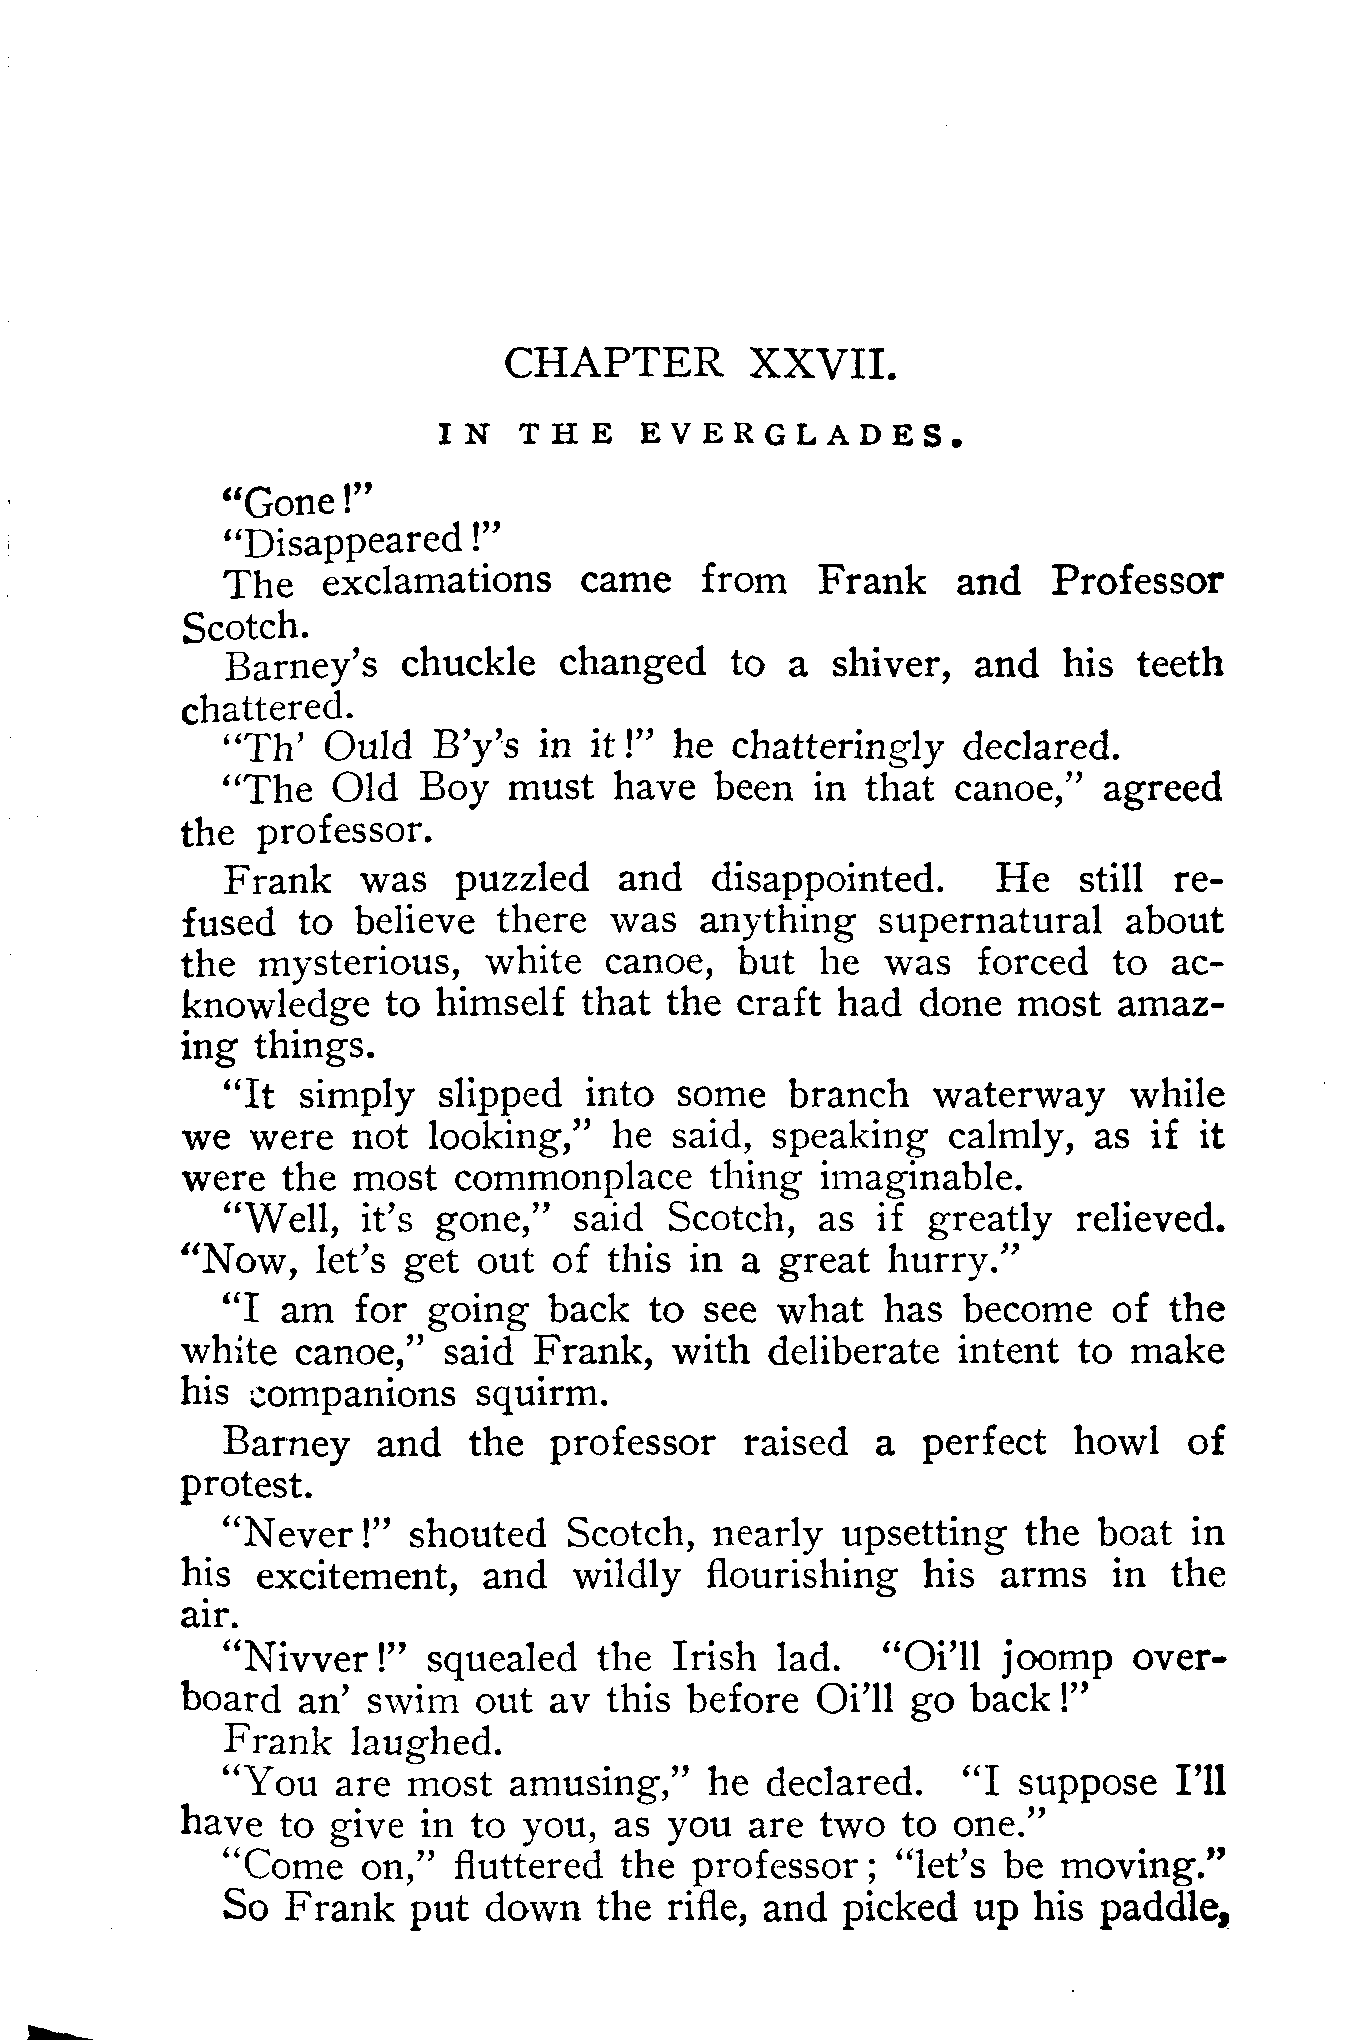 CHAPTER XXVII.
IN THE EVERGLADES.
“Gone!”
“Disappeared!”
The exclamations came from Frank and Professor
Scotch.
Barney’s chuckle changed to a shiver, and his teeth
chattered.
“Th’ Ould B’y’s in it!” he chatteringly declared.
“The Old Boy must have been in that canoe,” agreed
the professor.
Frank was puzzled and disappointed. He still re-
fused to believe there was anything supernatural about
the mysterious, white canoe, but he was forced to ac-
knowledge to himself that the craft had done most amaz-
ing things.
“It simply slipped into some branch waterway while
we were not looking,” he said, speaking calmly, as if it
were the most commonplace thing imaginable.
“Well, it’s gone,” said Scotch, as if greatly relieved.
“Now, let’s get out of this in a great hurry.”
“I am for going back to see what has become of the
white canoe,” said Frank, with deliberate intent to make
his companions squirm.
Barney and the professor raised a perfect howl of
protest.
“Never!” shouted Scotch, nearly upsetting the boat in
his excitement, and wildly flourishing his arms in the
air.
“Nivver!” squealed the Irish lad. “Oi’ll joomp over-
board an’ swim out av this before Oi’ll go back!”
Frank laughed.
“You are most amusing,” he declared. “I suppose I’ll
have to give in to you, as you are two to one.”
“Come on,” fluttered the professor; “let’s be moving.”
So Frank put down the rifle, and picked up his paddle,